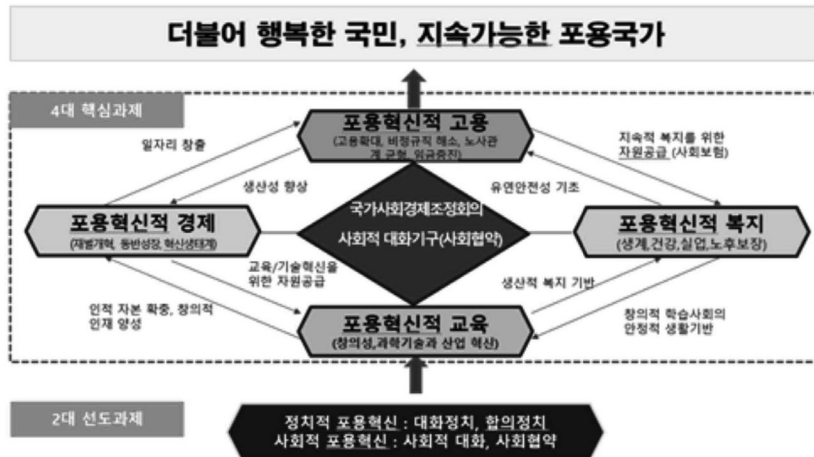 더불어 행복한 국민, 지속가능한 포용국가
4대 핵심과제
포용혁신적 고용
(고용확대, 비정규직 해소, 노사관
계 균형, 임금증진)
일자리 창출
지속적 복지를 위한
자원공급 (사회보험)
생산성 향상
유연안전성 기초
국가사회경제조정회의
사회적 대화기구(사회협약)
포용혁신적 경제
(재벌개혁, 동반성장, 혁신생태계)
포용혁신적 복지
(생계,건강,실업,노후보장)
교육/기술혁신을
위한 자원공급
생산적 복지 기반
인적 자본 확충, 창의적
인재 양성
창의적 학습사회의
안정적 생활기반
포용혁신적 교육
(창의성,과학기술과 산업 혁신)
2대 선도과제
정치적 포용혁신 : 대화정치, 합의정치
사회적 포용혁신 : 사회적 대화, 사회협약